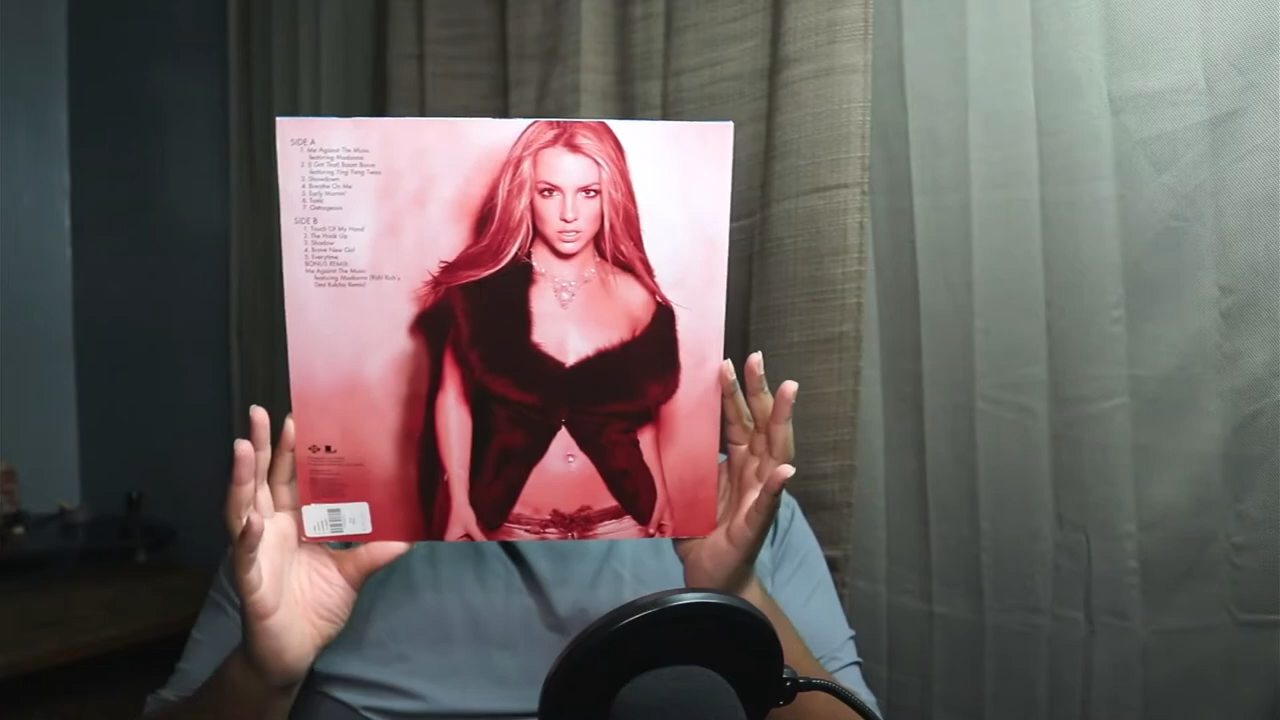 SIDE A
1. Me Against The Music
featuring Madonna
2. (I Got That) Boom Boom
featuring Ying Yang Twins
3. Showdown
4. Breathe On Me
5. Early Mornin'
6. Toxic
7. Outrageous
SIDE B
1. Touch Of My Hand
2. The Hook Up
3. Shadow
4. Brave New Girl
5. Everytime
BONUS REMIX
Me Against The Music
featuring Madonna (Rishi Rich's
Desi Kulcha Remix)